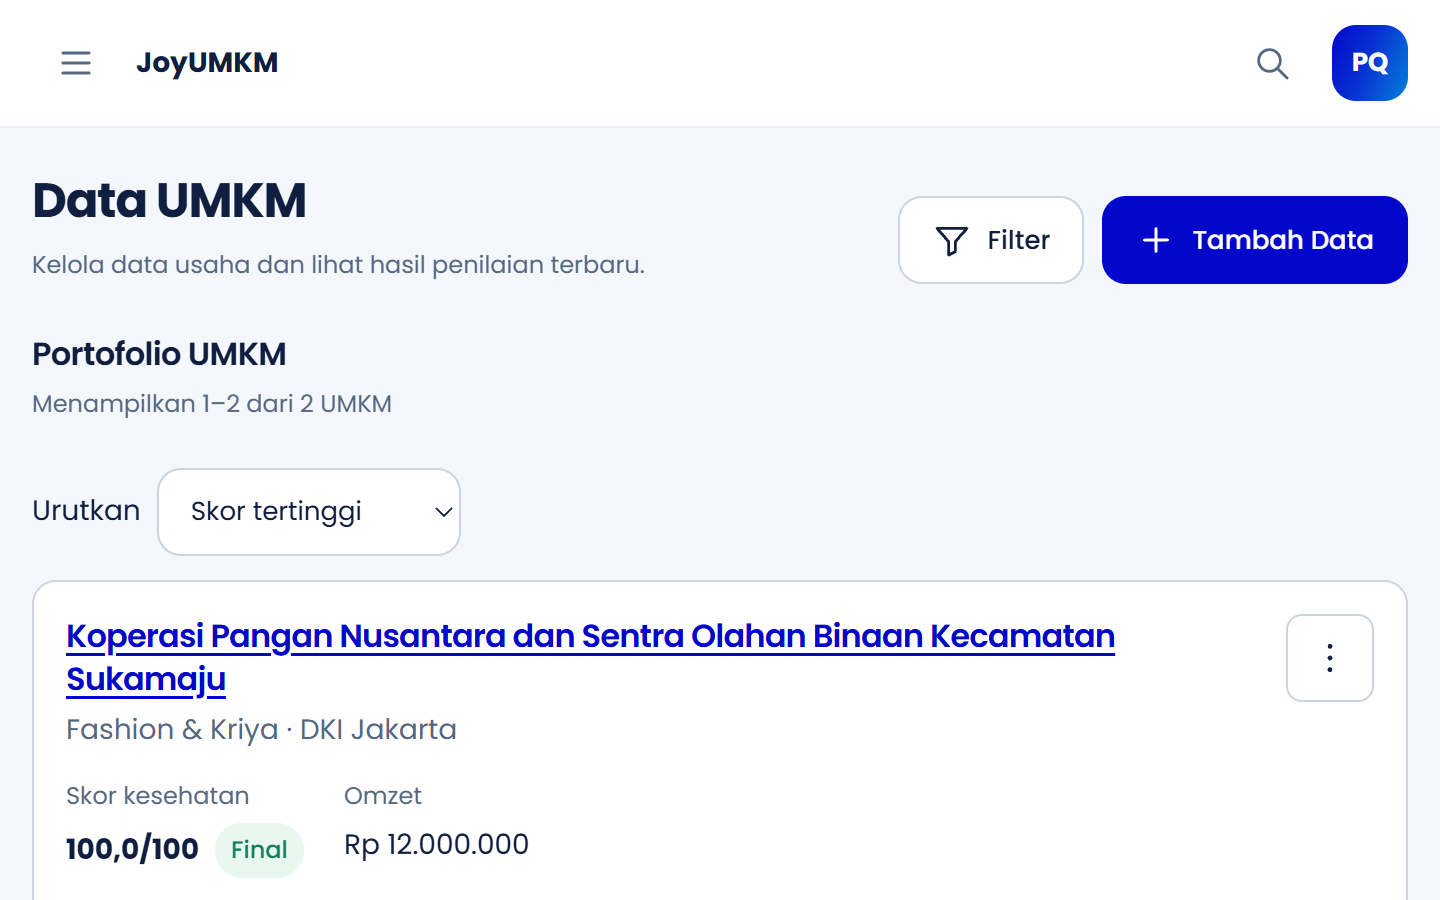 JoyUMKM
PQ
Data UMKM
Kelola data usaha dan lihat hasil penilaian terbaru.
Filter
Tambah Data
Portofolio UMKM
Menampilkan 1–2 dari 2 UMKM
Urutkan
Skor tertinggi
Koperasi Pangan Nusantara dan Sentra Olahan Binaan Kecamatan
Sukamaju
Fashion & Kriya · DKI Jakarta
Skor kesehatan
Omzet
100,0/100
Final
Rp 12.000.000